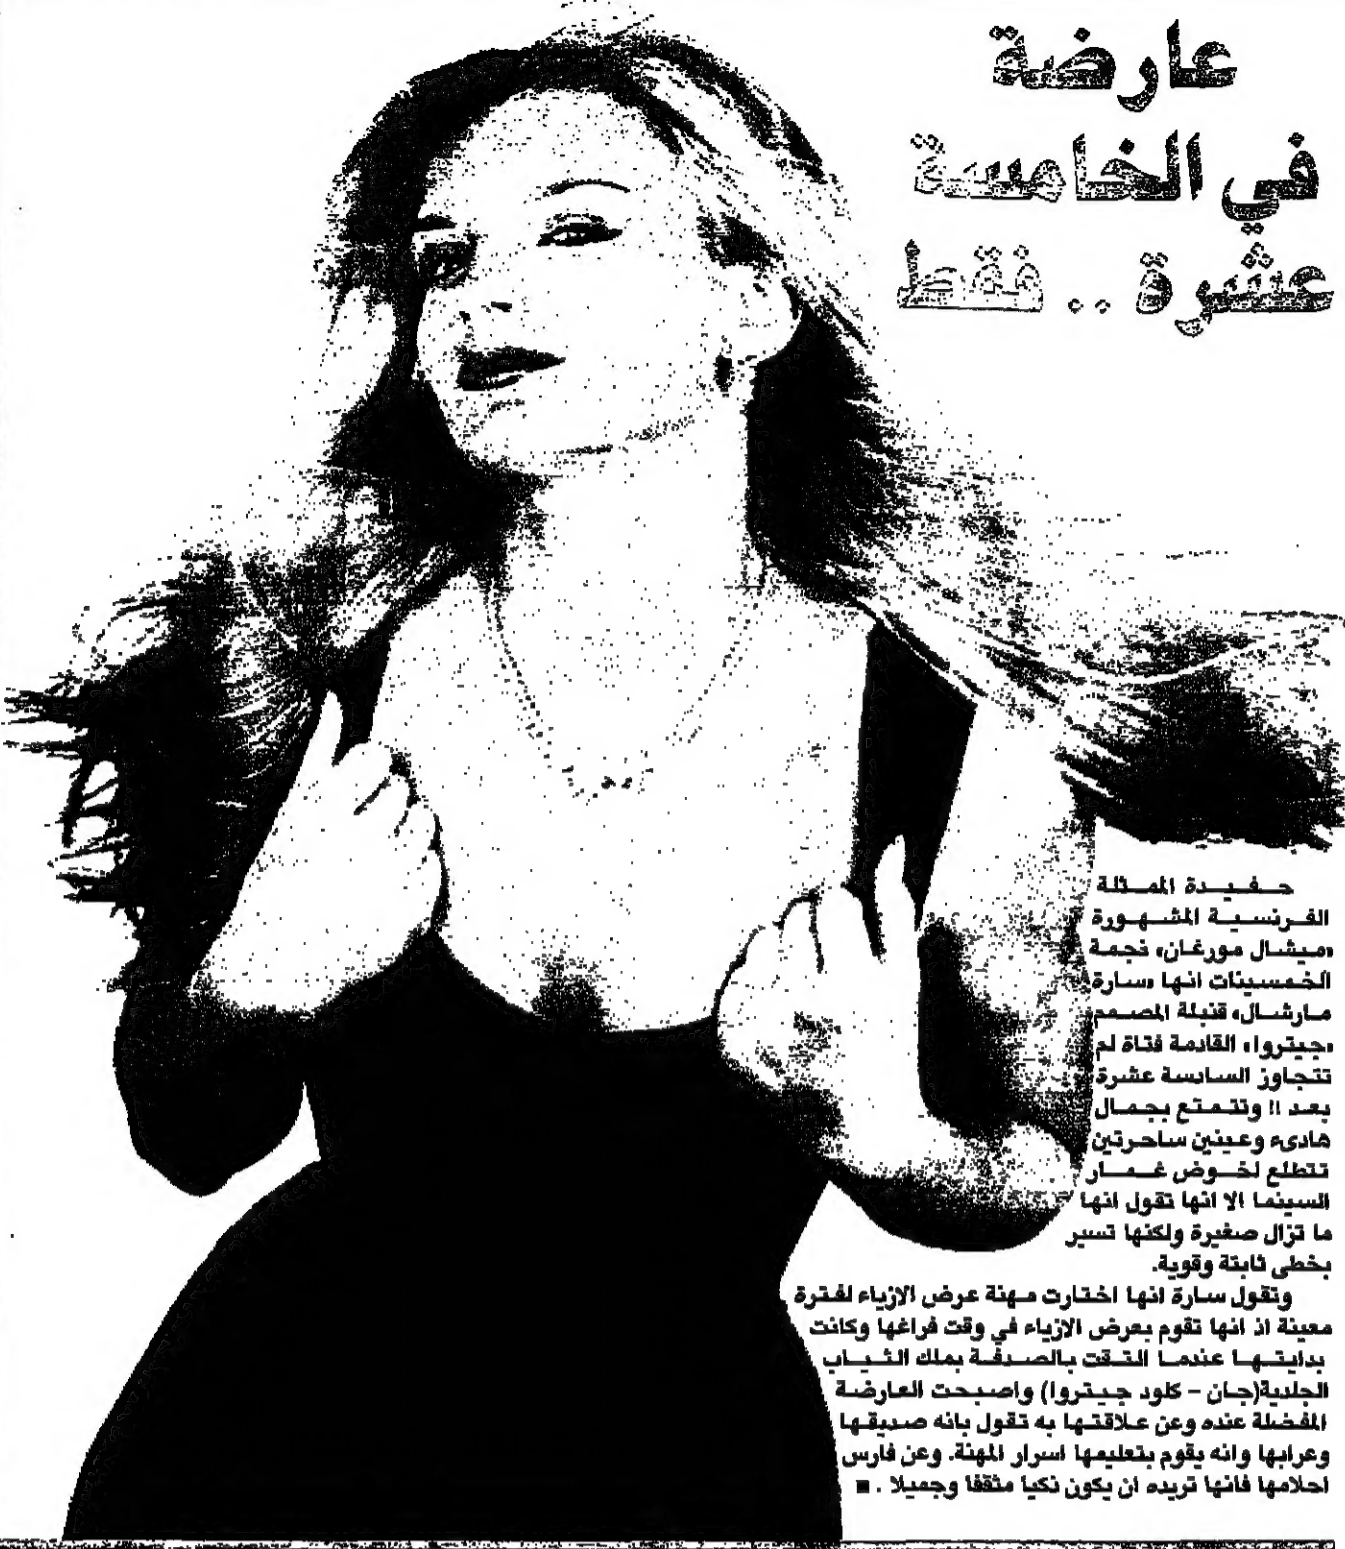 عارضة
في الخامسة
عشرة .. فقط
حفيدة الممثلة
الفرنسية المشهورة
«ميشال مورغان» نجمة
الخمسينات انها «سارة
مارشال» قنبلة المصمم
«جيتروا» القادمة فتاة لم
تتجاوز السادسة عشرة
بعد !! وتتمتع بجمال
هادىء وعينين ساحرتين
تتطلع لخوض غمار
السينما الا انها تقول انها
ما تزال صغيرة ولكنها تسير
بخطى ثابتة وقوية.
وتقول سارة انها اختارت مهنة عرض الازياء لفترة
معينة اذ انها تقوم بعرض الازياء في وقت فراغها وكانت
بدايتها عندما التقت بالصدفة بملك الثياب
الجلدية(جان - كلود جيتروا) واصبحت العارضة
المفضلة عنده وعن علاقتها به تقول بانه صديقها
وعرابها وانه يقوم بتعليمها اسرار المهنة. وعن فارس
احلامها فانها تريده ان يكون ذكيا مثقفا وجميلا . ■